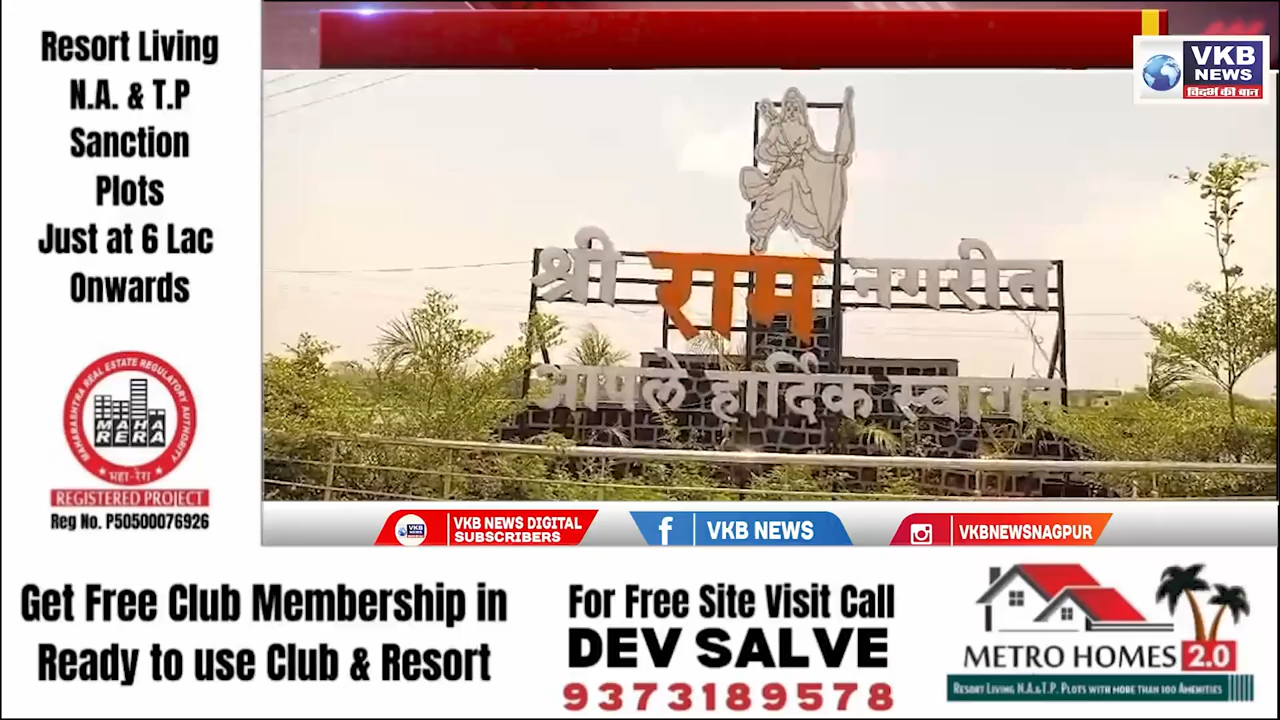 Resort Living
N.A. & T.P
Sanction
Plots
Just at 6 Lac
Onwards
MAHARASHTRA REAL ESTATE REGULATORY AUTHORITY
MAHA
RERA
महा-रेरा
REGISTERED PROJECT
Reg No. P50500076926
VKB
NEWS
विदर्भ की बात
श्री राम नगरीत
आपले हार्दिक स्वागत
VKB NEWS DIGITAL
SUBSCRIBERS
VKB NEWS
VKBNEWSNAGPUR
Get Free Club Membership in
Ready to use Club & Resort
For Free Site Visit Call
DEV SALVE
9373189578
METRO HOMES 2.0
RESORT LIVING N.A.&T.P. PLOTS WITH MORE THAN 100 AMENITIES